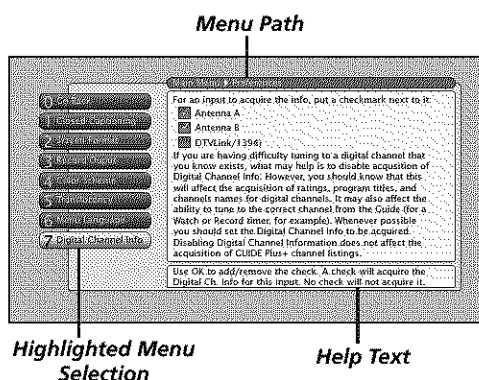 Menu Path
Main Menu ▶ Preferences
0 Go Back
7 Digital Channel Info
For an input to acquire the info, put a checkmark next to it:
Antenna A
Antenna B
DTVLink(1394)
If you are having difficulty tuning to a digital channel that
you know exists, what may help is to disable acquisition of
Digital Channel Info. However, you should know that this
will affect the acquisition of ratings, program titles, and
channels names for digital channels. It may also affect the
ability to tune to the correct channel from the Guide (for a
Watch or Record timer, for example). Whenever possible
you should set the Digital Channel Info to be acquired.
Disabling Digital Channel Information does not affect the
acquisition of GUIDE Plus+ channel listings.
Use OK to add/remove the check. A check will acquire the
Digital Ch. Info for this input. No check will not acquire it.
Highlighted Menu
Selection
Help Text